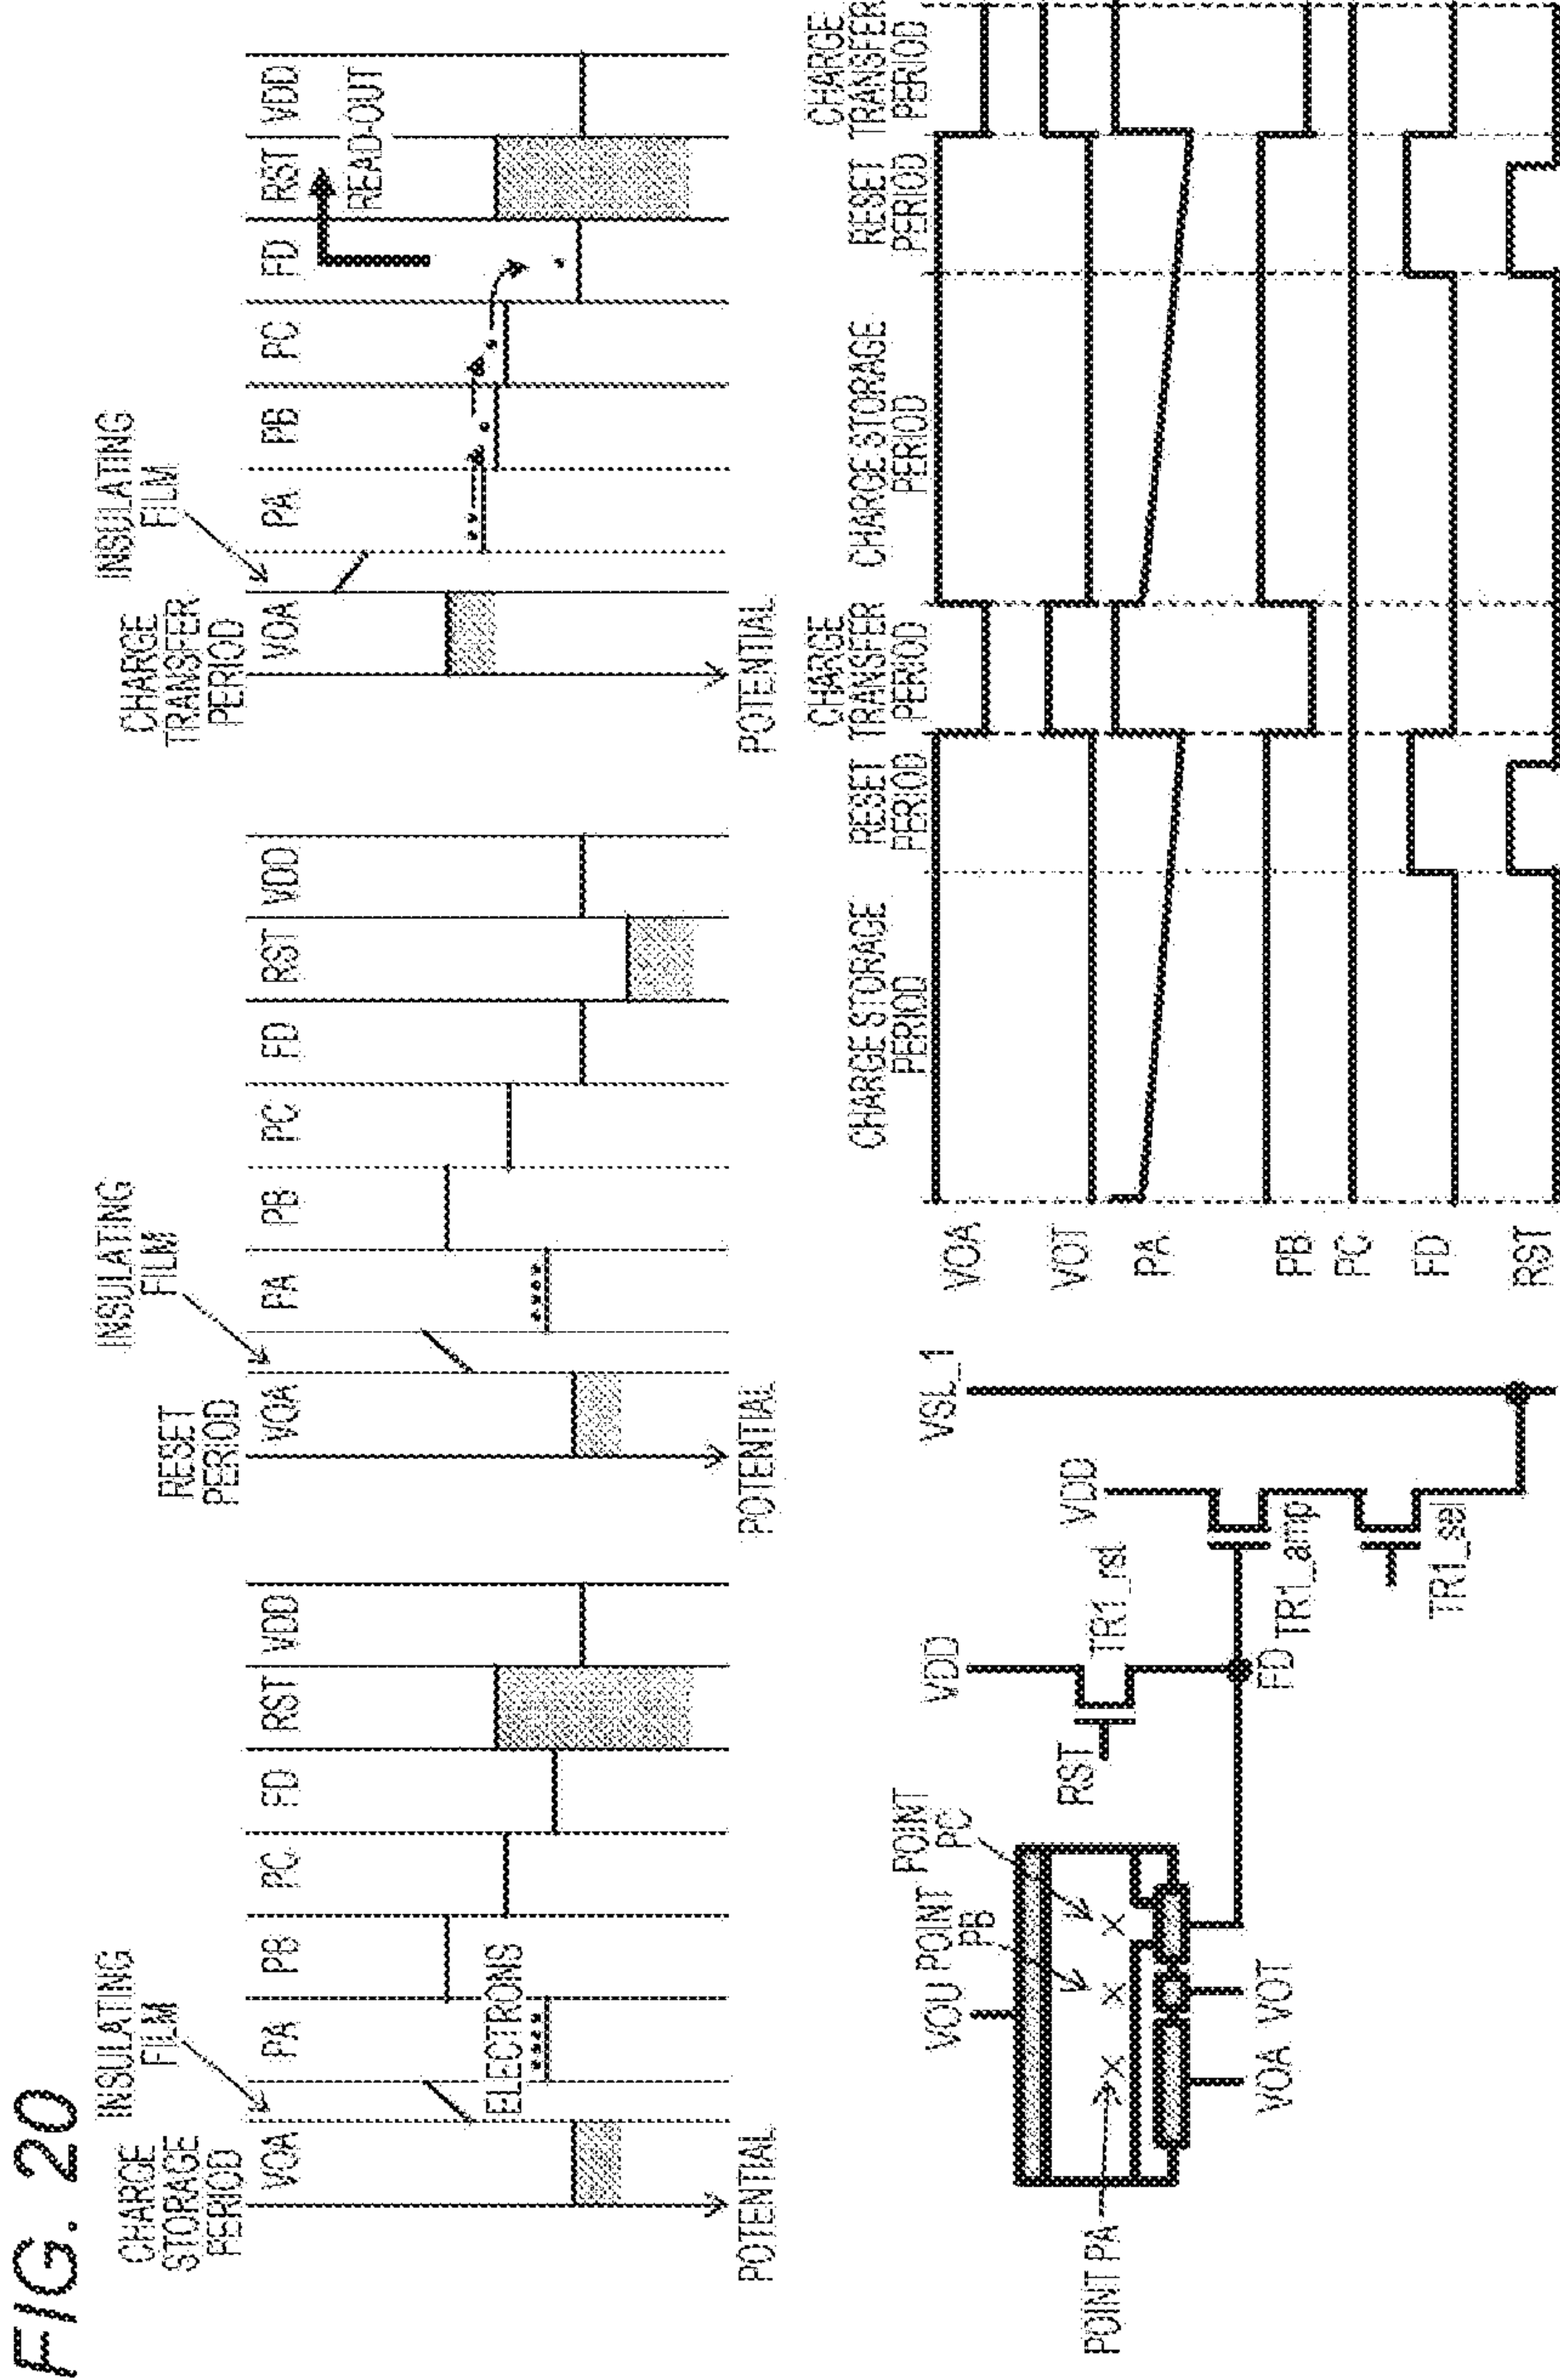 FIG. 20
CHARGE
STORAGE
PERIOD
INSULATING
FILM
VOA
PA
PB
PC
FD
RST
VDD
ELECTRONS
POTENTIAL
RESET
PERIOD
INSULATING
FILM
VOA
PA
PB
PC
FD
RST
VDD
POTENTIAL
CHARGE
TRANSFER
PERIOD
INSULATING
FILM
VOA
PA
PB
PC
FD
RST
VDD
READ-OUT
POTENTIAL
POINT PA
VOU
POINT
PB
POINT
PC
VOA
VOT
RST
VDD
TR1_rst
FD
VDD
TR1_amp
TR1_sel
VSL_1
CHARGE STORAGE
PERIOD
RESET
PERIOD
CHARGE
TRANSFER
PERIOD
CHARGE STORAGE
PERIOD
RESET
PERIOD
CHARGE
TRANSFER
PERIOD
VOA
VOT
PA
PB
PC
FD
RST